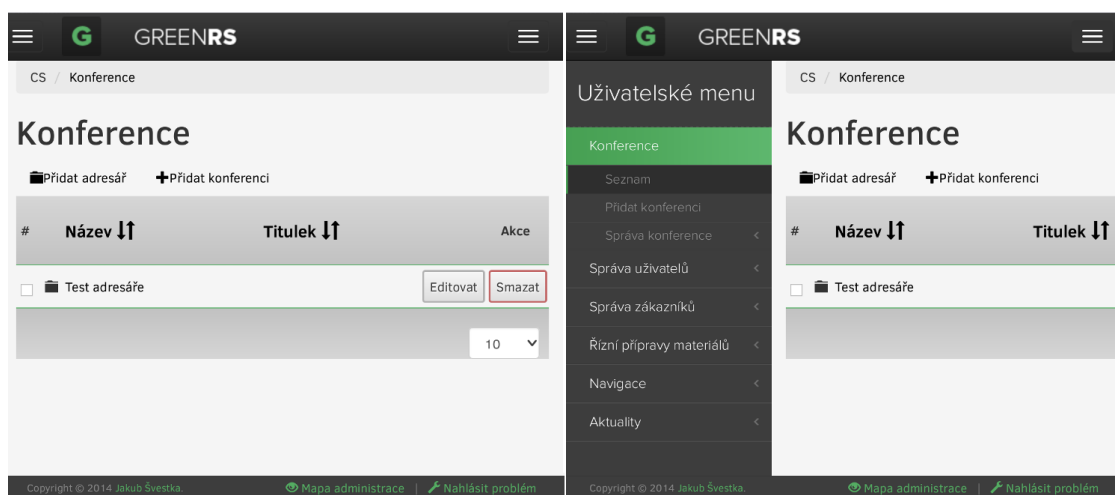 G GREENRS
CS / Konference
Konference
Přidat adresář Přidat konferenci
# Název Titulek Akce
Test adresáře Editovat Smazat
10
Copyright © 2014 Jakub Švestka. Mapa administrace | Nahlásit problém
G GREENRS
Uživatelské menu
Konference
Seznam
Přidat konferenci
Správa konference
Správa uživatelů
Správa zákazníků
Řízní přípravy materiálů
Navigace
Aktuality
CS / Konference
Konference
Přidat adresář Přidat konferenci
# Název Titulek
Test adresáře
Copyright © 2014 Jakub Švestka. Mapa administrace | Nahlásit problém